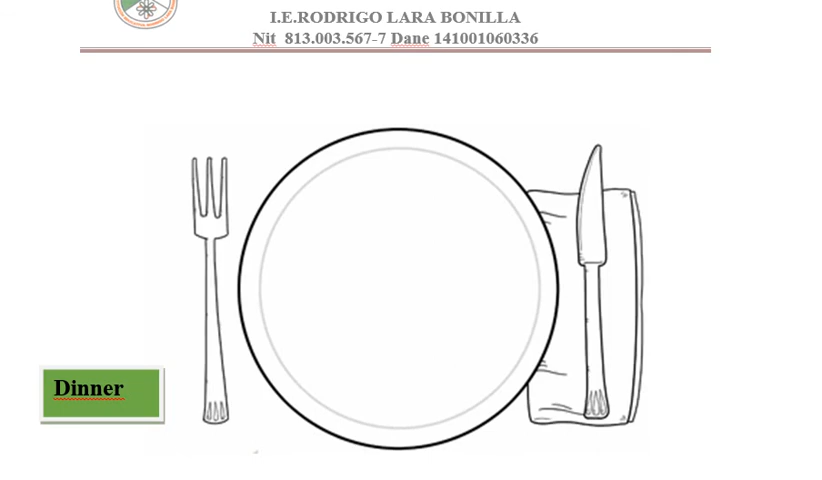 I.E.RODRIGO LARA BONILLA
Nit 813.003.567-7 Dane 141001060336
Dinner